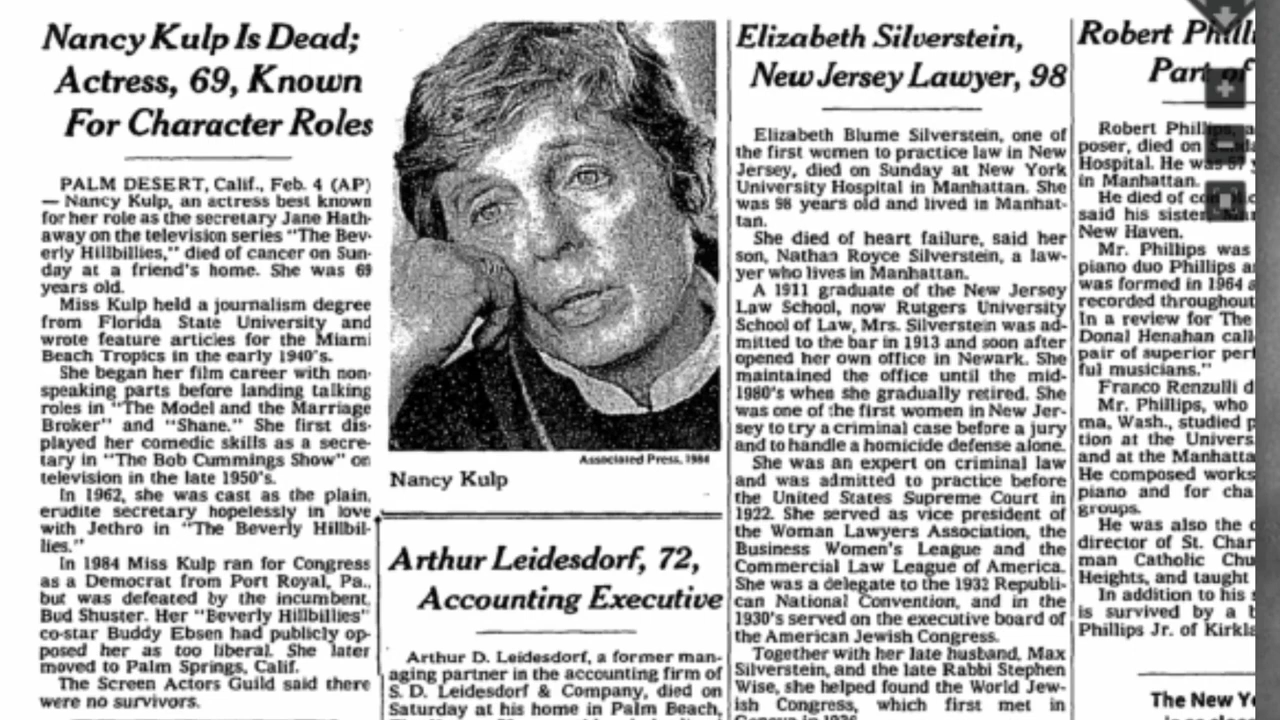 Nancy Kulp Is Dead;
Actress, 69, Known
For Character Roles
PALM DESERT, Calif., Feb. 4 (AP)
— Nancy Kulp, an actress best known
for her role as the secretary Jane Hath-
away on the television series "The Bev-
erly Hillbillies," died of cancer on Sun-
day at a friend's home. She was 69
years old.
Miss Kulp held a journalism degree
from Florida State University and
wrote feature articles for the Miami
Beach Tropics in the early 1940's.
She began her film career with non-
speaking parts before landing talking
roles in "The Model and the Marriage
Broker" and "Shane." She first dis-
played her comedic skills as a secre-
tary in "The Bob Cummings Show" on
television in the late 1950's.
In 1962, she was cast as the plain,
erudite secretary hopelessly in love
with Jethro in "The Beverly Hillbil-
lies."
In 1984 Miss Kulp ran for Congress
as a Democrat from Port Royal, Pa.,
but was defeated by the incumbent,
Bud Shuster. Her "Beverly Hillbillies"
co-star Buddy Ebsen had publicly op-
posed her as too liberal. She later
moved to Palm Springs, Calif.
The Screen Actors Guild said there
were no survivors.
Associated Press, 1984
Nancy Kulp
Arthur Leidesdorf, 72,
Accounting Executive
Arthur D. Leidesdorf, a former man-
aging partner in the accounting firm of
S. D. Leidesdorf & Company, died on
Saturday at his home in Palm Beach,
Elizabeth Silverstein,
New Jersey Lawyer, 98
Elizabeth Blume Silverstein, one of
the first women to practice law in New
Jersey, died on Sunday at New York
University Hospital in Manhattan. She
was 98 years old and lived in Manhat-
tan.
She died of heart failure, said her
son, Nathan Royce Silverstein, a law-
yer who lives in Manhattan.
A 1911 graduate of the New Jersey
Law School, now Rutgers University
School of Law, Mrs. Silverstein was ad-
mitted to the bar in 1913 and soon after
opened her own office in Newark. She
maintained the office until the mid-
1980's when she gradually retired. She
was one of the first women in New Jer-
sey to try a criminal case before a jury
and to handle a homicide defense alone.
She was an expert on criminal law
and was admitted to practice before
the United States Supreme Court in
1922. She served as vice president of
the Woman Lawyers Association, the
Business Women's League and the
Commercial Law League of America.
She was a delegate to the 1932 Republi-
can National Convention, and in the
1930's served on the executive board of
the American Jewish Congress.
Together with her late husband, Max
Silverstein, and the late Rabbi Stephen
Wise, she helped found the World Jew-
ish Congress, which first met in
Geneva in 1936
Robert Philli
Part of
Robert Phillips, a
poser, died on Sunda
Hospital. He was 57 y
in Manhattan.
He died of
said his sister,
New Haven.
Mr. Phillips was
piano duo Phillips a
was formed in 1964 a
recorded throughout
In a review for The
Donal Henahan call
pair of superior per
ful musicians."
Franco Renzulli d
Mr. Phillips, who
ma, Wash., studied p
tion at the Univers
and at the Manhatta
He composed works
piano and for cha
groups.
He was also the
director of St. Char
man Catholic Chu
Heights, and taught
In addition to his s
is survived by a b
Phillips Jr. of Kirkla
The New Yo